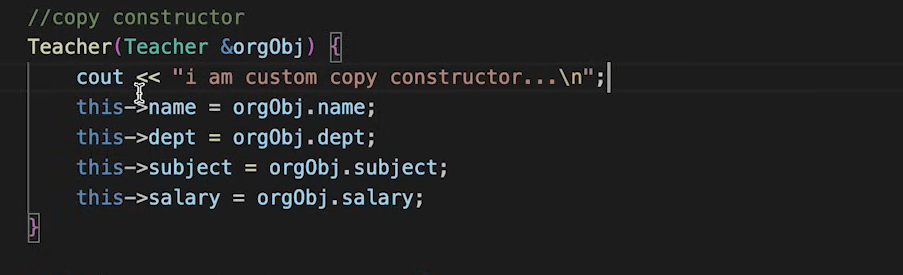 //copy constructor
Teacher(Teacher &orgObj) {
    cout << "i am custom copy constructor...\n";
    this->name = orgObj.name;
    this->dept = orgObj.dept;
    this->subject = orgObj.subject;
    this->salary = orgObj.salary;
}